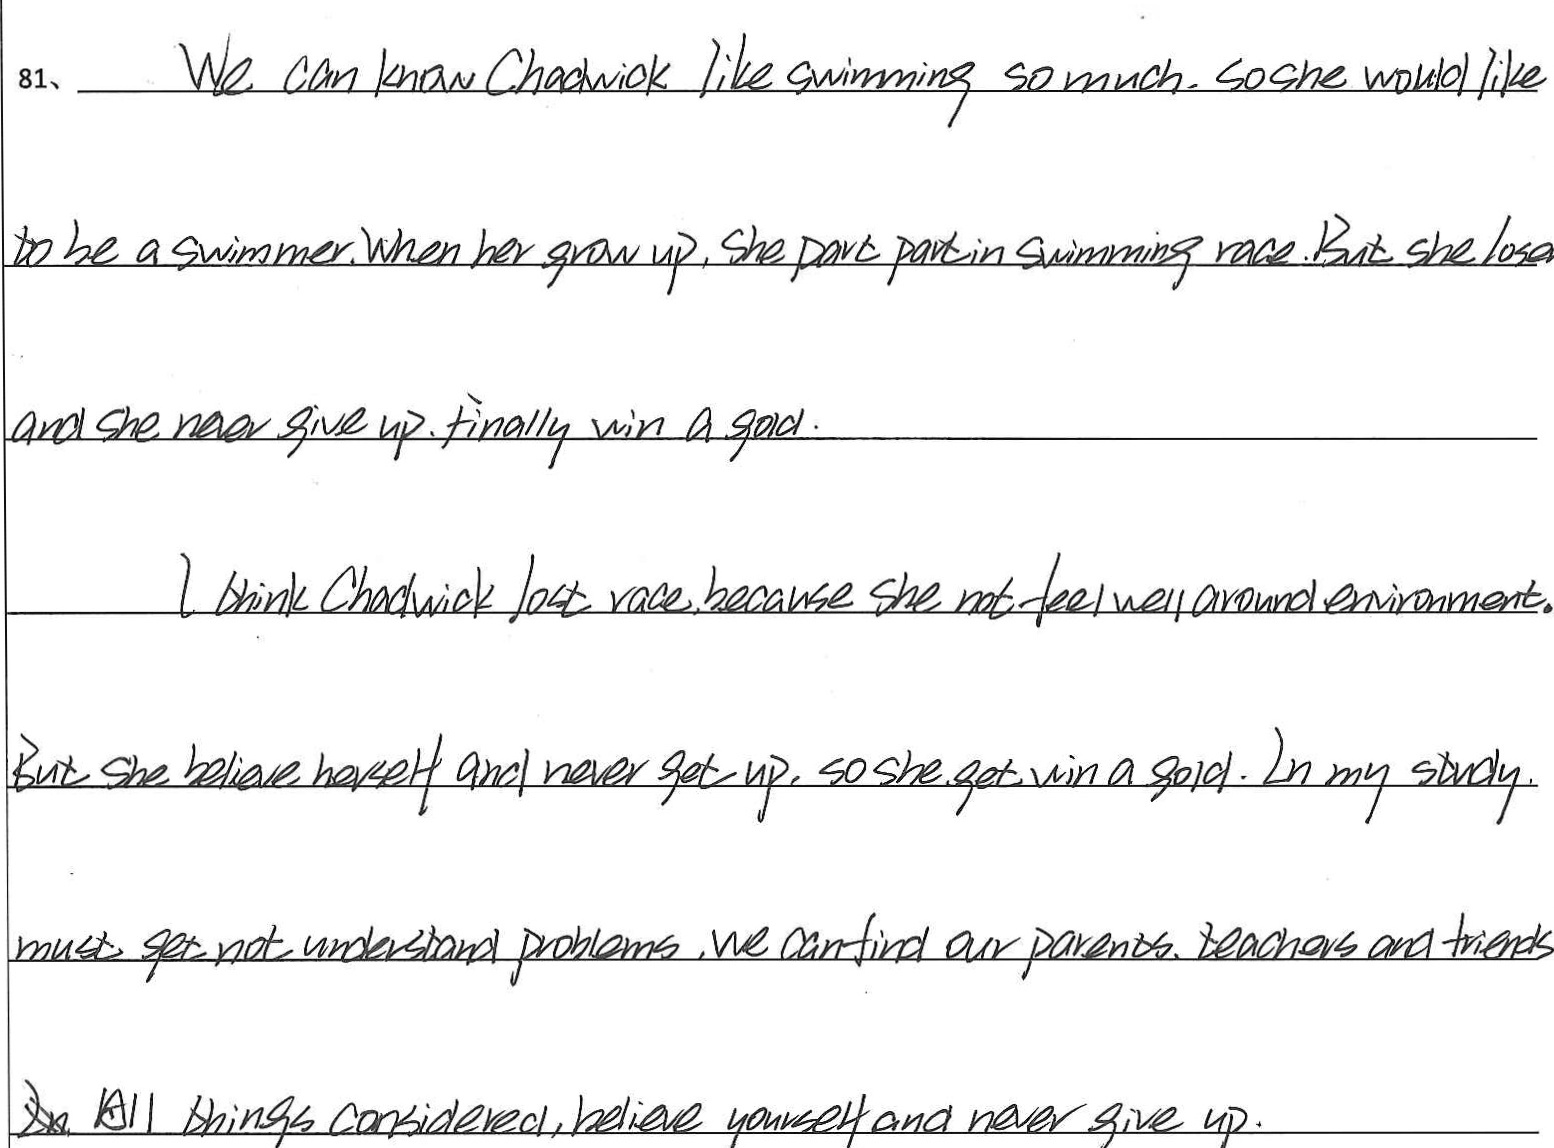 81、 We can know Chadwick like swimming so much. so she would like
to be a swimmer. When her grow up, she part part in swimming race. But she lose
and she never give up. Finally win a gold.
I think Chadwick lost race, because she not feel well around environment.
But she believe herself and never get up, so she get win a gold. In my study,
must get not understand problems, we can find our parents, teachers and friends
In All things considered, believe yourself and never give up.